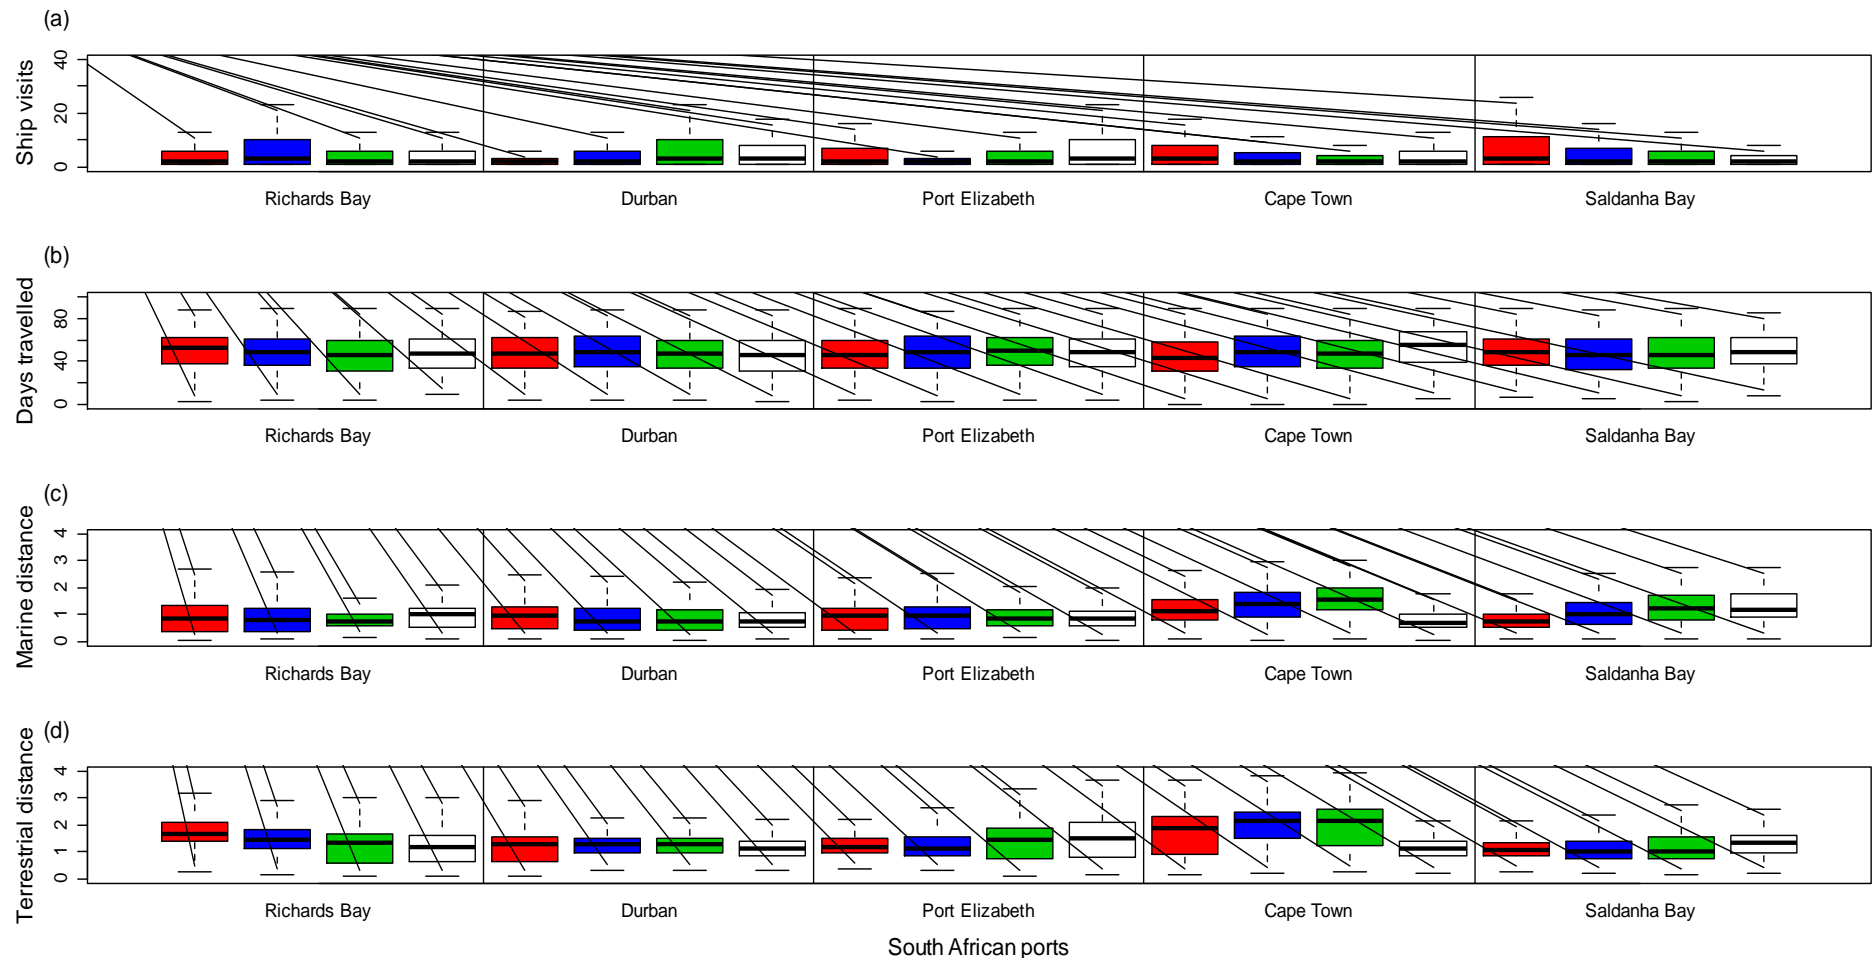 (a)
Ship visits
40
20
0
Richards Bay Durban Port Elizabeth Cape Town Saldanha Bay
(b)
Days travelled
80
40
0
Richards Bay Durban Port Elizabeth Cape Town Saldanha Bay
(c)
Marine distance
4
3
2
1
0
Richards Bay Durban Port Elizabeth Cape Town Saldanha Bay
(d)
Terrestrial distance
4
3
2
1
0
Richards Bay Durban Port Elizabeth Cape Town Saldanha Bay
South African ports